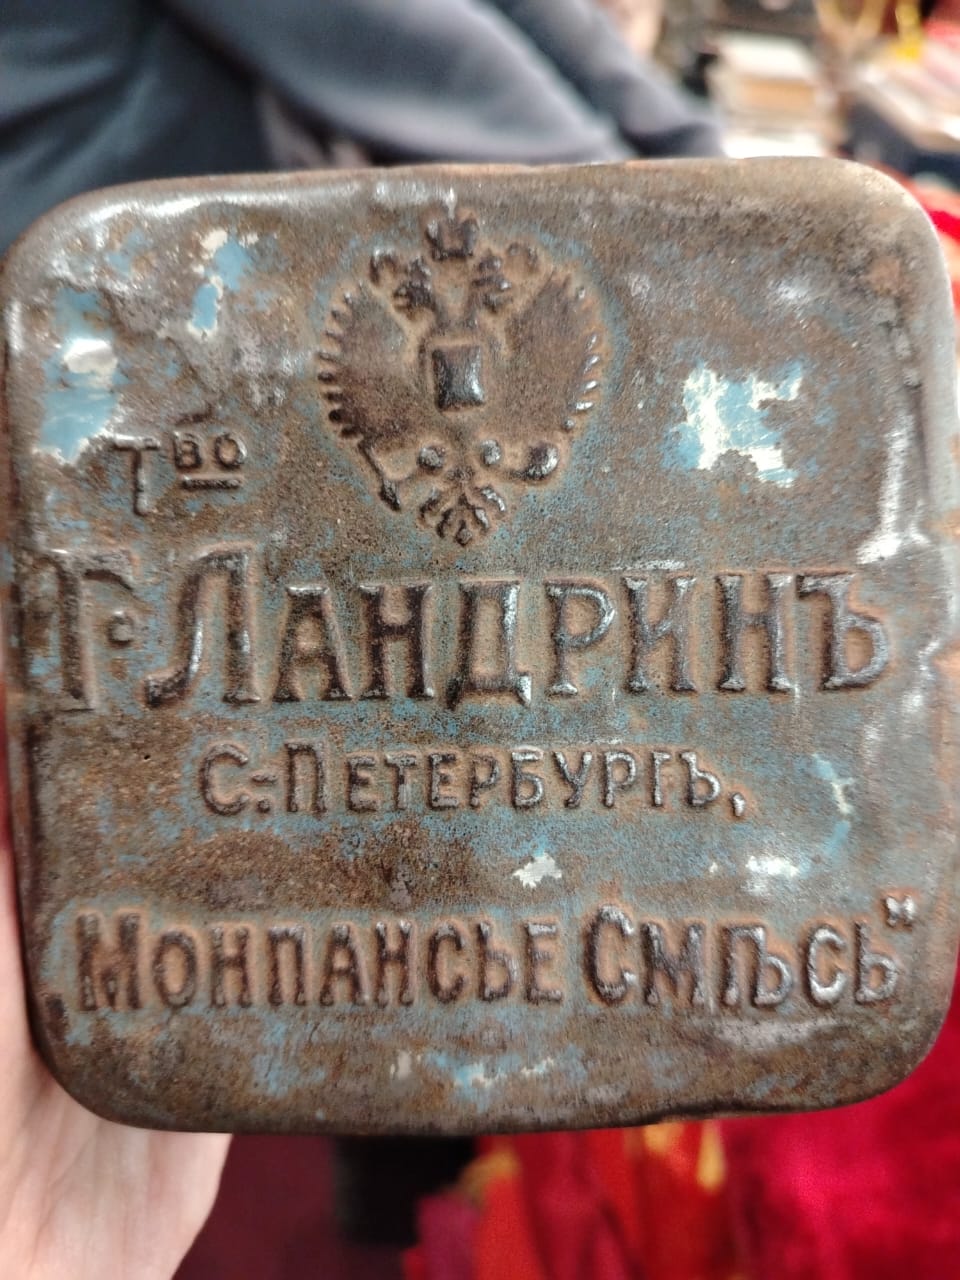 Т-во
Г. Ландринъ
С.-Петербургъ,
Монпансье Смѣсь"